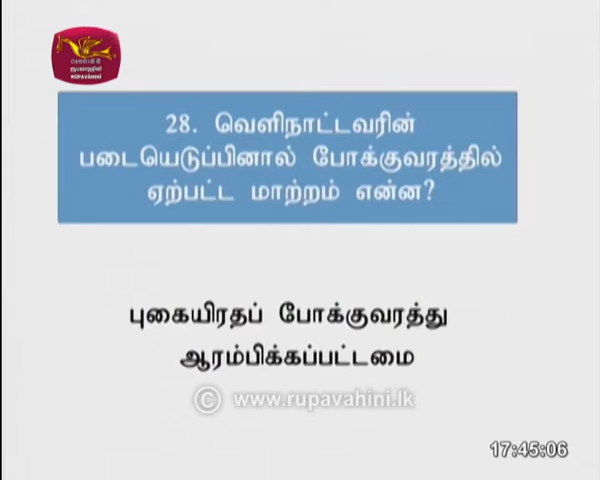 RUPAVAHINI
28. வெளிநாட்டவரின்
படையெடுப்பினால் போக்குவரத்தில்
ஏற்பட்ட மாற்றம் என்ன?
புகையிரதப் போக்குவரத்து
ஆரம்பிக்கப்பட்டமை
© www.rupavahini.lk
17:45:06